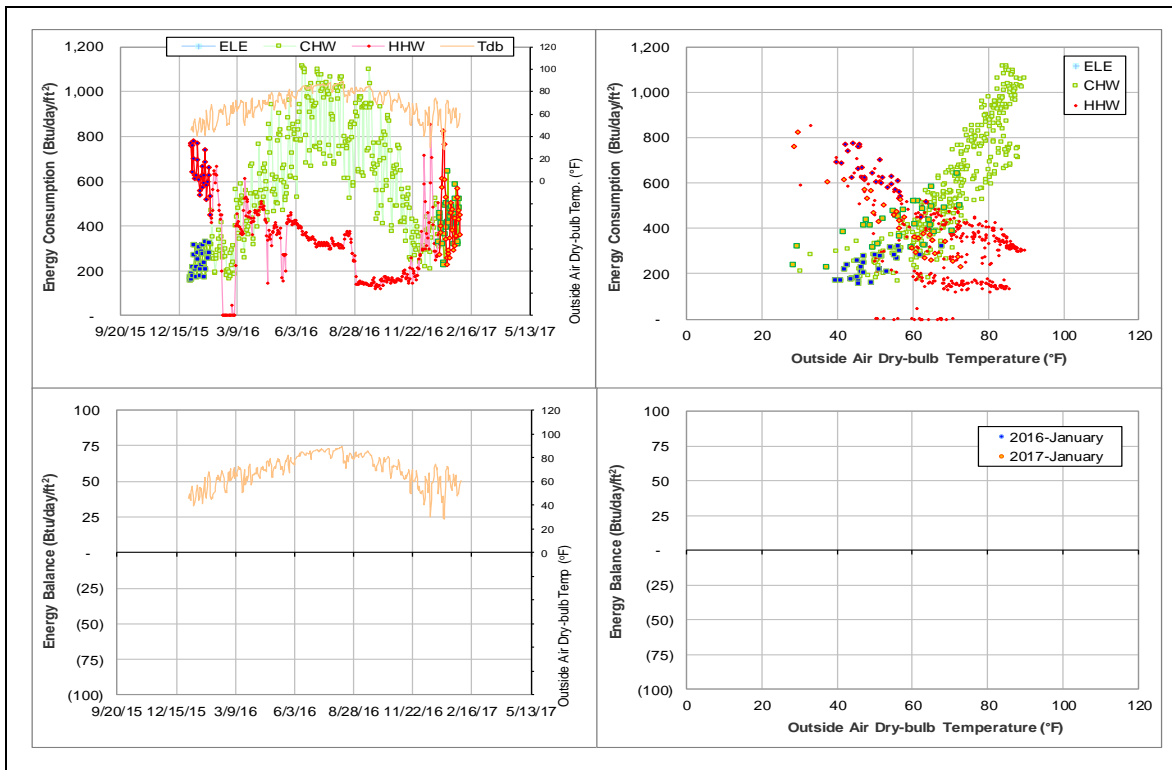 ELE CHW HHW Tdb
1,200
1,000
800
600
400
200
-
Energy Consumption (Btu/day/ft²)
120
100
80
60
40
20
0
Outside Air Dry-bulb Temp. (°F)
9/20/15 12/15/15 3/9/16 6/3/16 8/28/16 11/22/16 2/16/17 5/13/17
1,200
1,000
800
600
400
200
-
Energy Consumption (Btu/day/ft²)
ELE
CHW
HHW
0 20 40 60 80 100 120
Outside Air Dry-bulb Temperature (°F)
100
75
50
25
-
(25)
(50)
(75)
(100)
Energy Balance (Btu/day/ft²)
120
100
80
60
40
20
0
Outside Air Dry-bulb Temp (°F)
9/20/15 12/15/15 3/9/16 6/3/16 8/28/16 11/22/16 2/16/17 5/13/17
100
75
50
25
-
(25)
(50)
(75)
(100)
Energy Balance (Btu/day/ft²)
2016-January
2017-January
0 20 40 60 80 100 120
Outside Air Dry-bulb Temperature (°F)